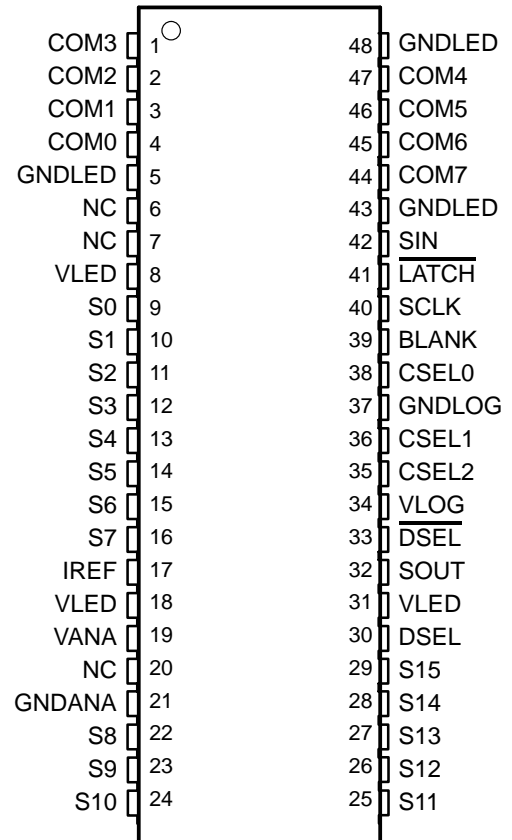 COM3 1 48 GNDLED
COM2 2 47 COM4
COM1 3 46 COM5
COM0 4 45 COM6
GNDLED 5 44 COM7
NC 6 43 GNDLED
NC 7 42 SIN
VLED 8 41 L̅A̅T̅C̅H̅
S0 9 40 SCLK
S1 10 39 BLANK
S2 11 38 CSEL0
S3 12 37 GNDLOG
S4 13 36 CSEL1
S5 14 35 CSEL2
S6 15 34 VLOG
S7 16 33 D̅S̅E̅L̅
IREF 17 32 SOUT
VLED 18 31 VLED
VANA 19 30 DSEL
NC 20 29 S15
GNDANA 21 28 S14
S8 22 27 S13
S9 23 26 S12
S10 24 25 S11